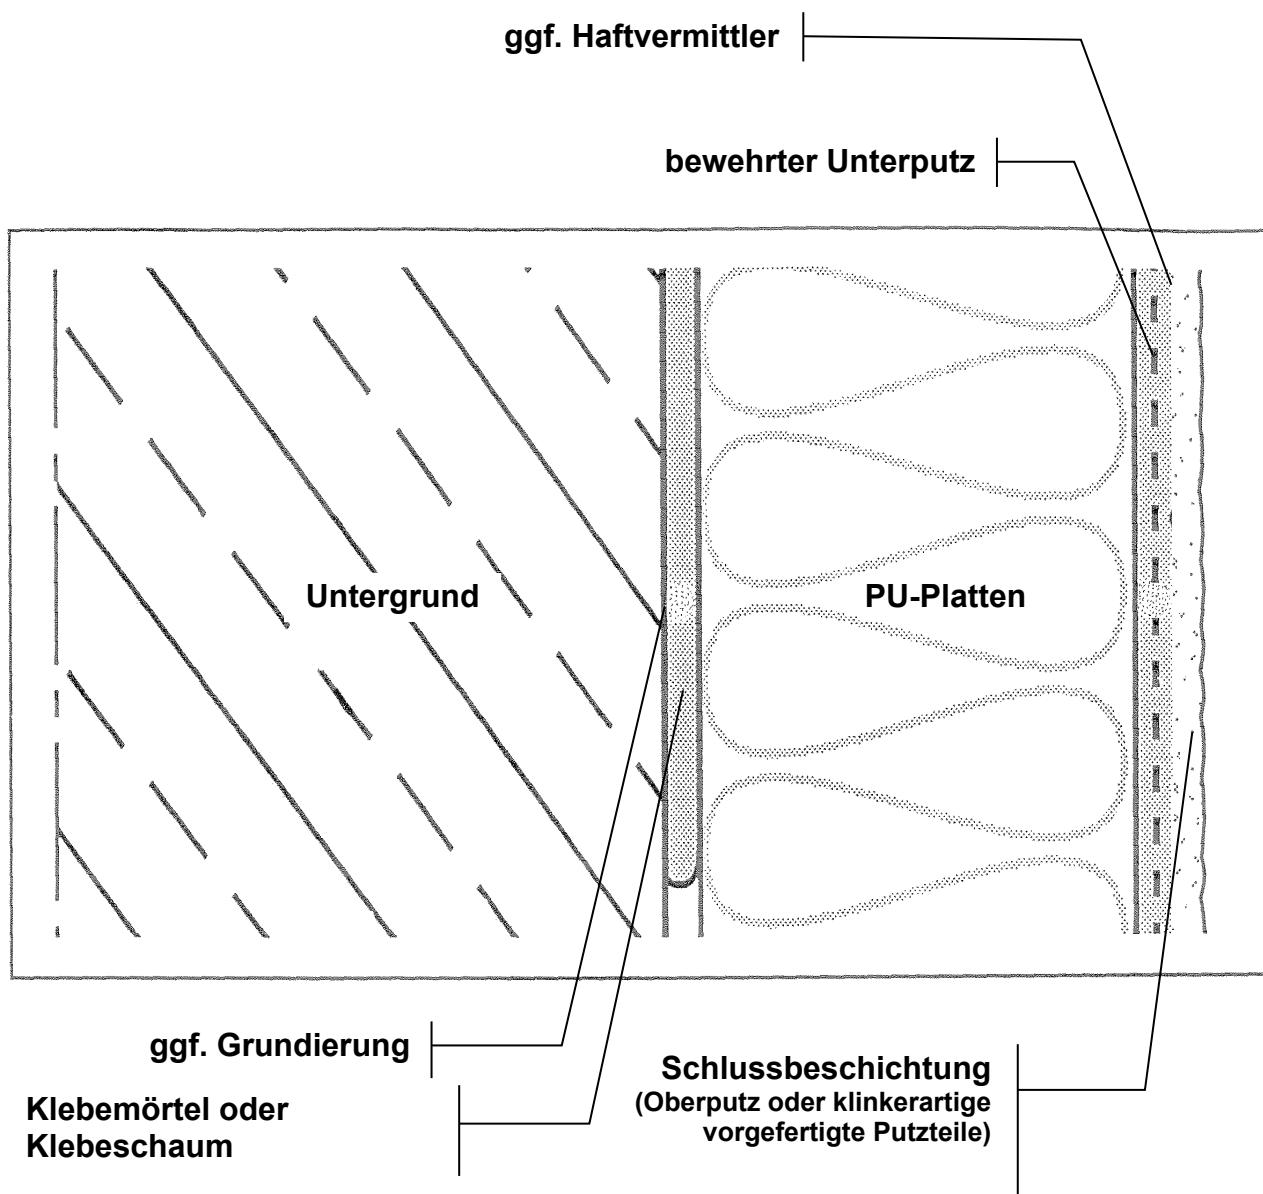 ggf. Haftvermittler
bewehrter Unterputz
Untergrund
PU-Platten
ggf. Grundierung
Klebemörtel oder
Klebeschaum
Schlussbeschichtung
(Oberputz oder klinkerartige
vorgefertigte Putzteile)